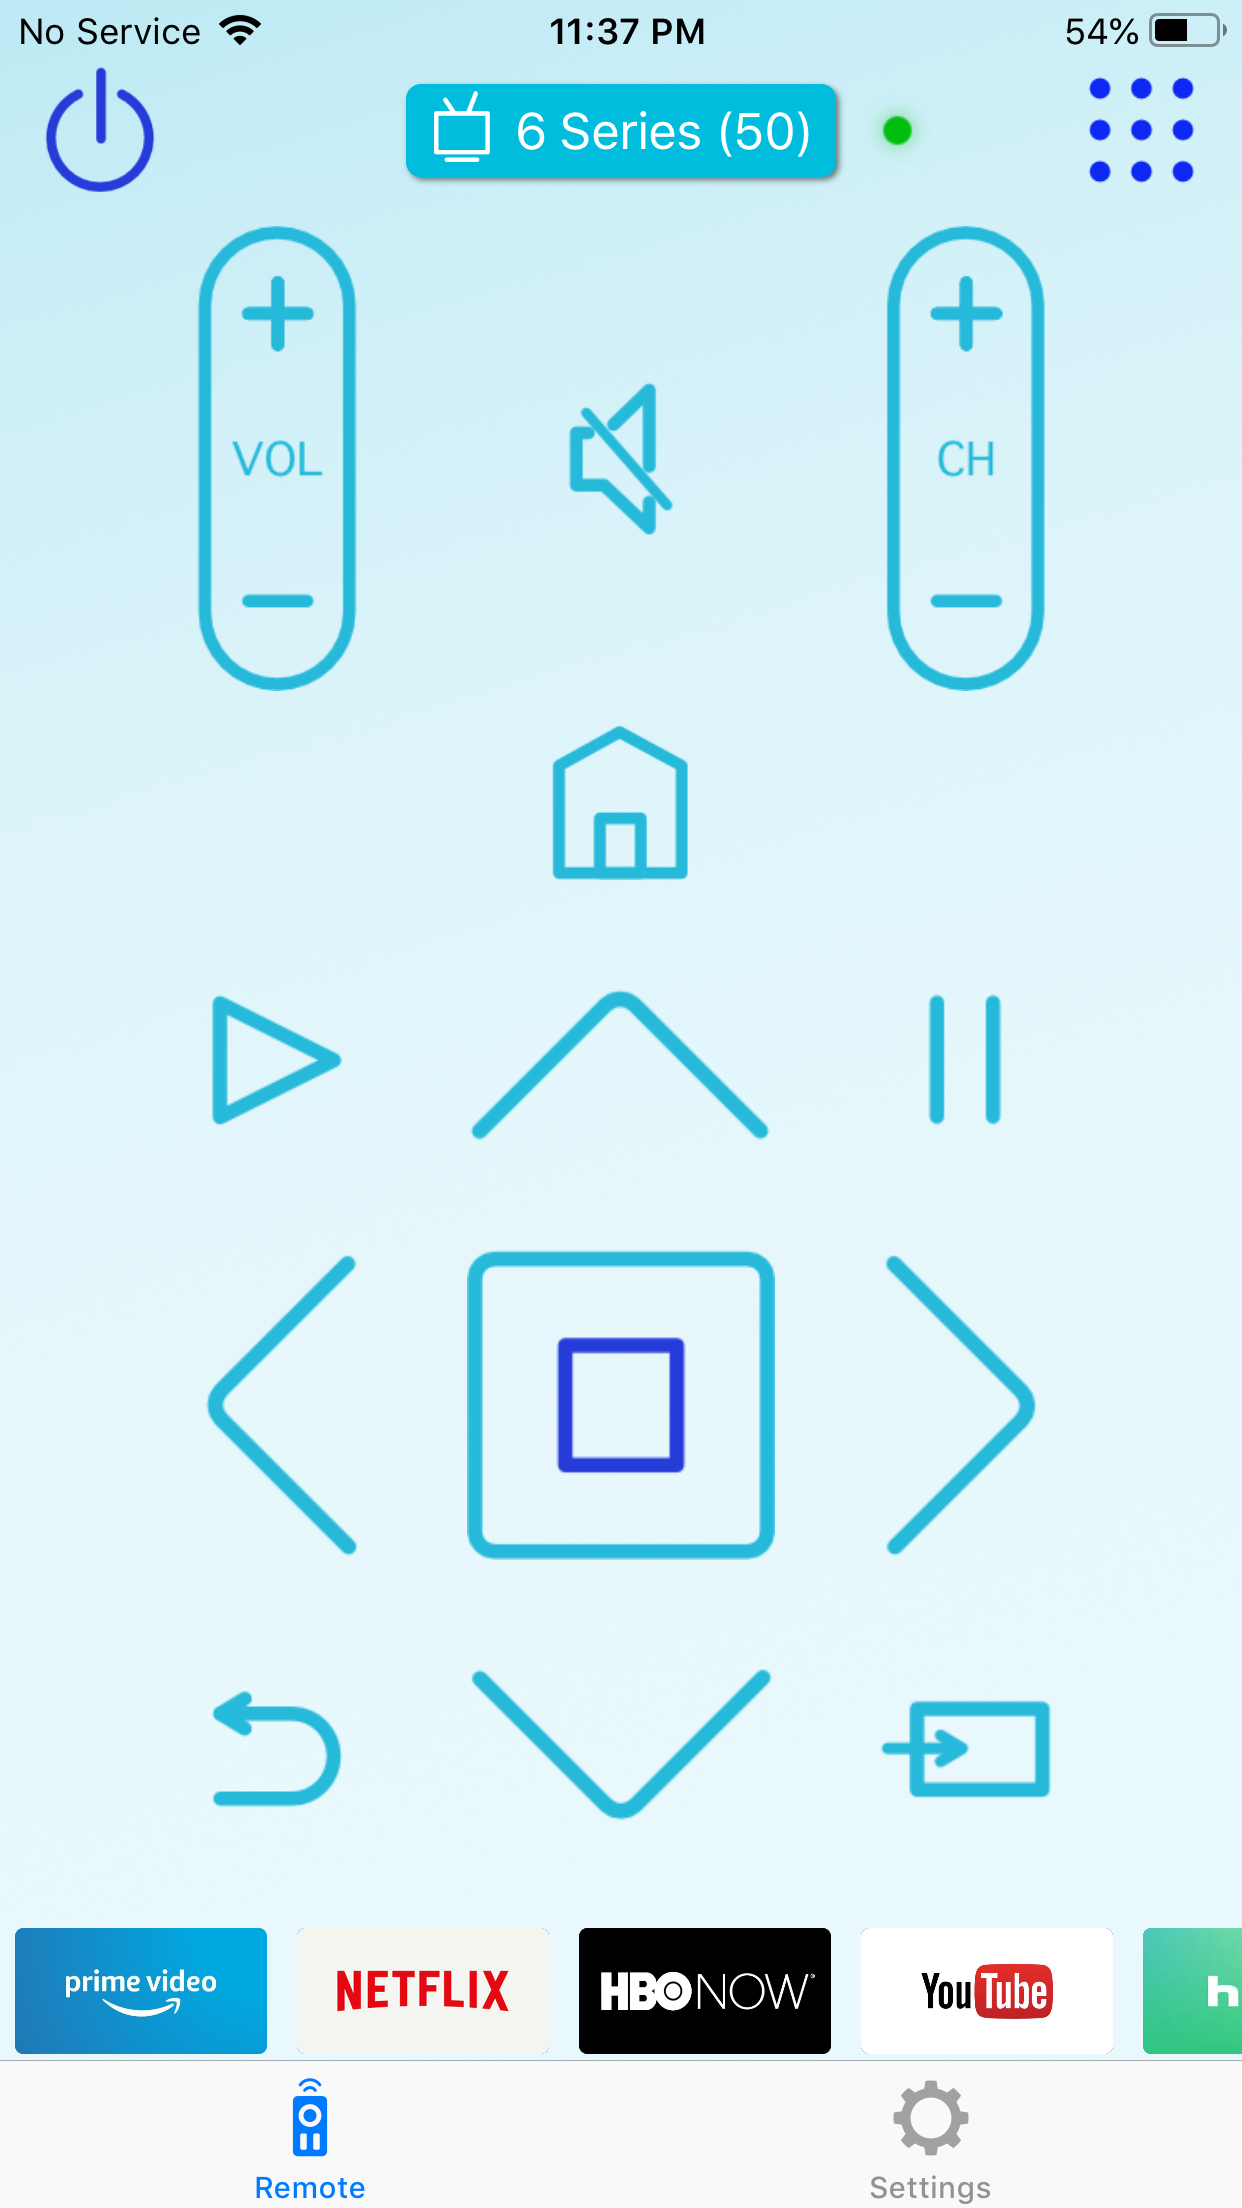 No Service 11:37 PM 54%
6 Series (50)
VOL CH
prime video NETFLIX HBO NOW YouTube h
Remote Settings